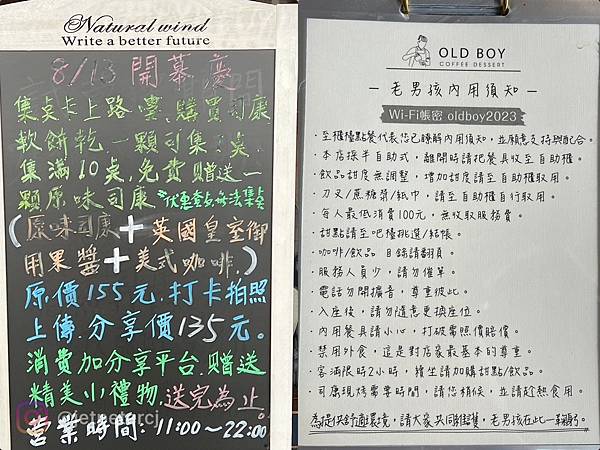 Natural wind
Write a better future
8/13 開慕慶
集奌卡上路嘍,購買司康
軟餅乾一顆司集1奌,
集滿10奌,免費贈送一
顆原味司康
(原味司康+英國皇室御
用果醬+美式咖啡,)
原價155元.打卡拍照
上傳.分享價135元。
消費加分享平台.贈送
精美小禮物.送完為止。
營業時間:11:00~22:00
OLD BOY
COFFEE DESSERT
— 老男孩內用須知 —
Wi-Fi帳密 oldboy2023
·至櫃檯點餐代表您已瞭解內用須知,並願意支持與配合。
·本店採半自助式,離開時請把餐具收至自助櫃。
·飲品甜度無調整,增加甜度請至自助櫃取用。
·刀叉/蔗糖漿/紙巾,請至自助櫃自行取用。
·每人最低消費100元,無收取服務費。
·甜點請至吧檯挑選/結帳。
·咖啡/飲品 目錄請翻頁。
·服務人員少,請勿催單。
·電話勿開擴音,尊重彼此。
·入座後,請勿隨意更換座位。
·內用餐具請小心,打破需照價賠償。
·禁用外食,這是對店家最基本的尊重。
·客滿限時2小時,續坐請加購甜點/飲品。
·司康現烤需要時間,請您稍候,並請趁熱食用。
為提供舒適環境,請大家共同維護,老男孩在此一鞠躬。